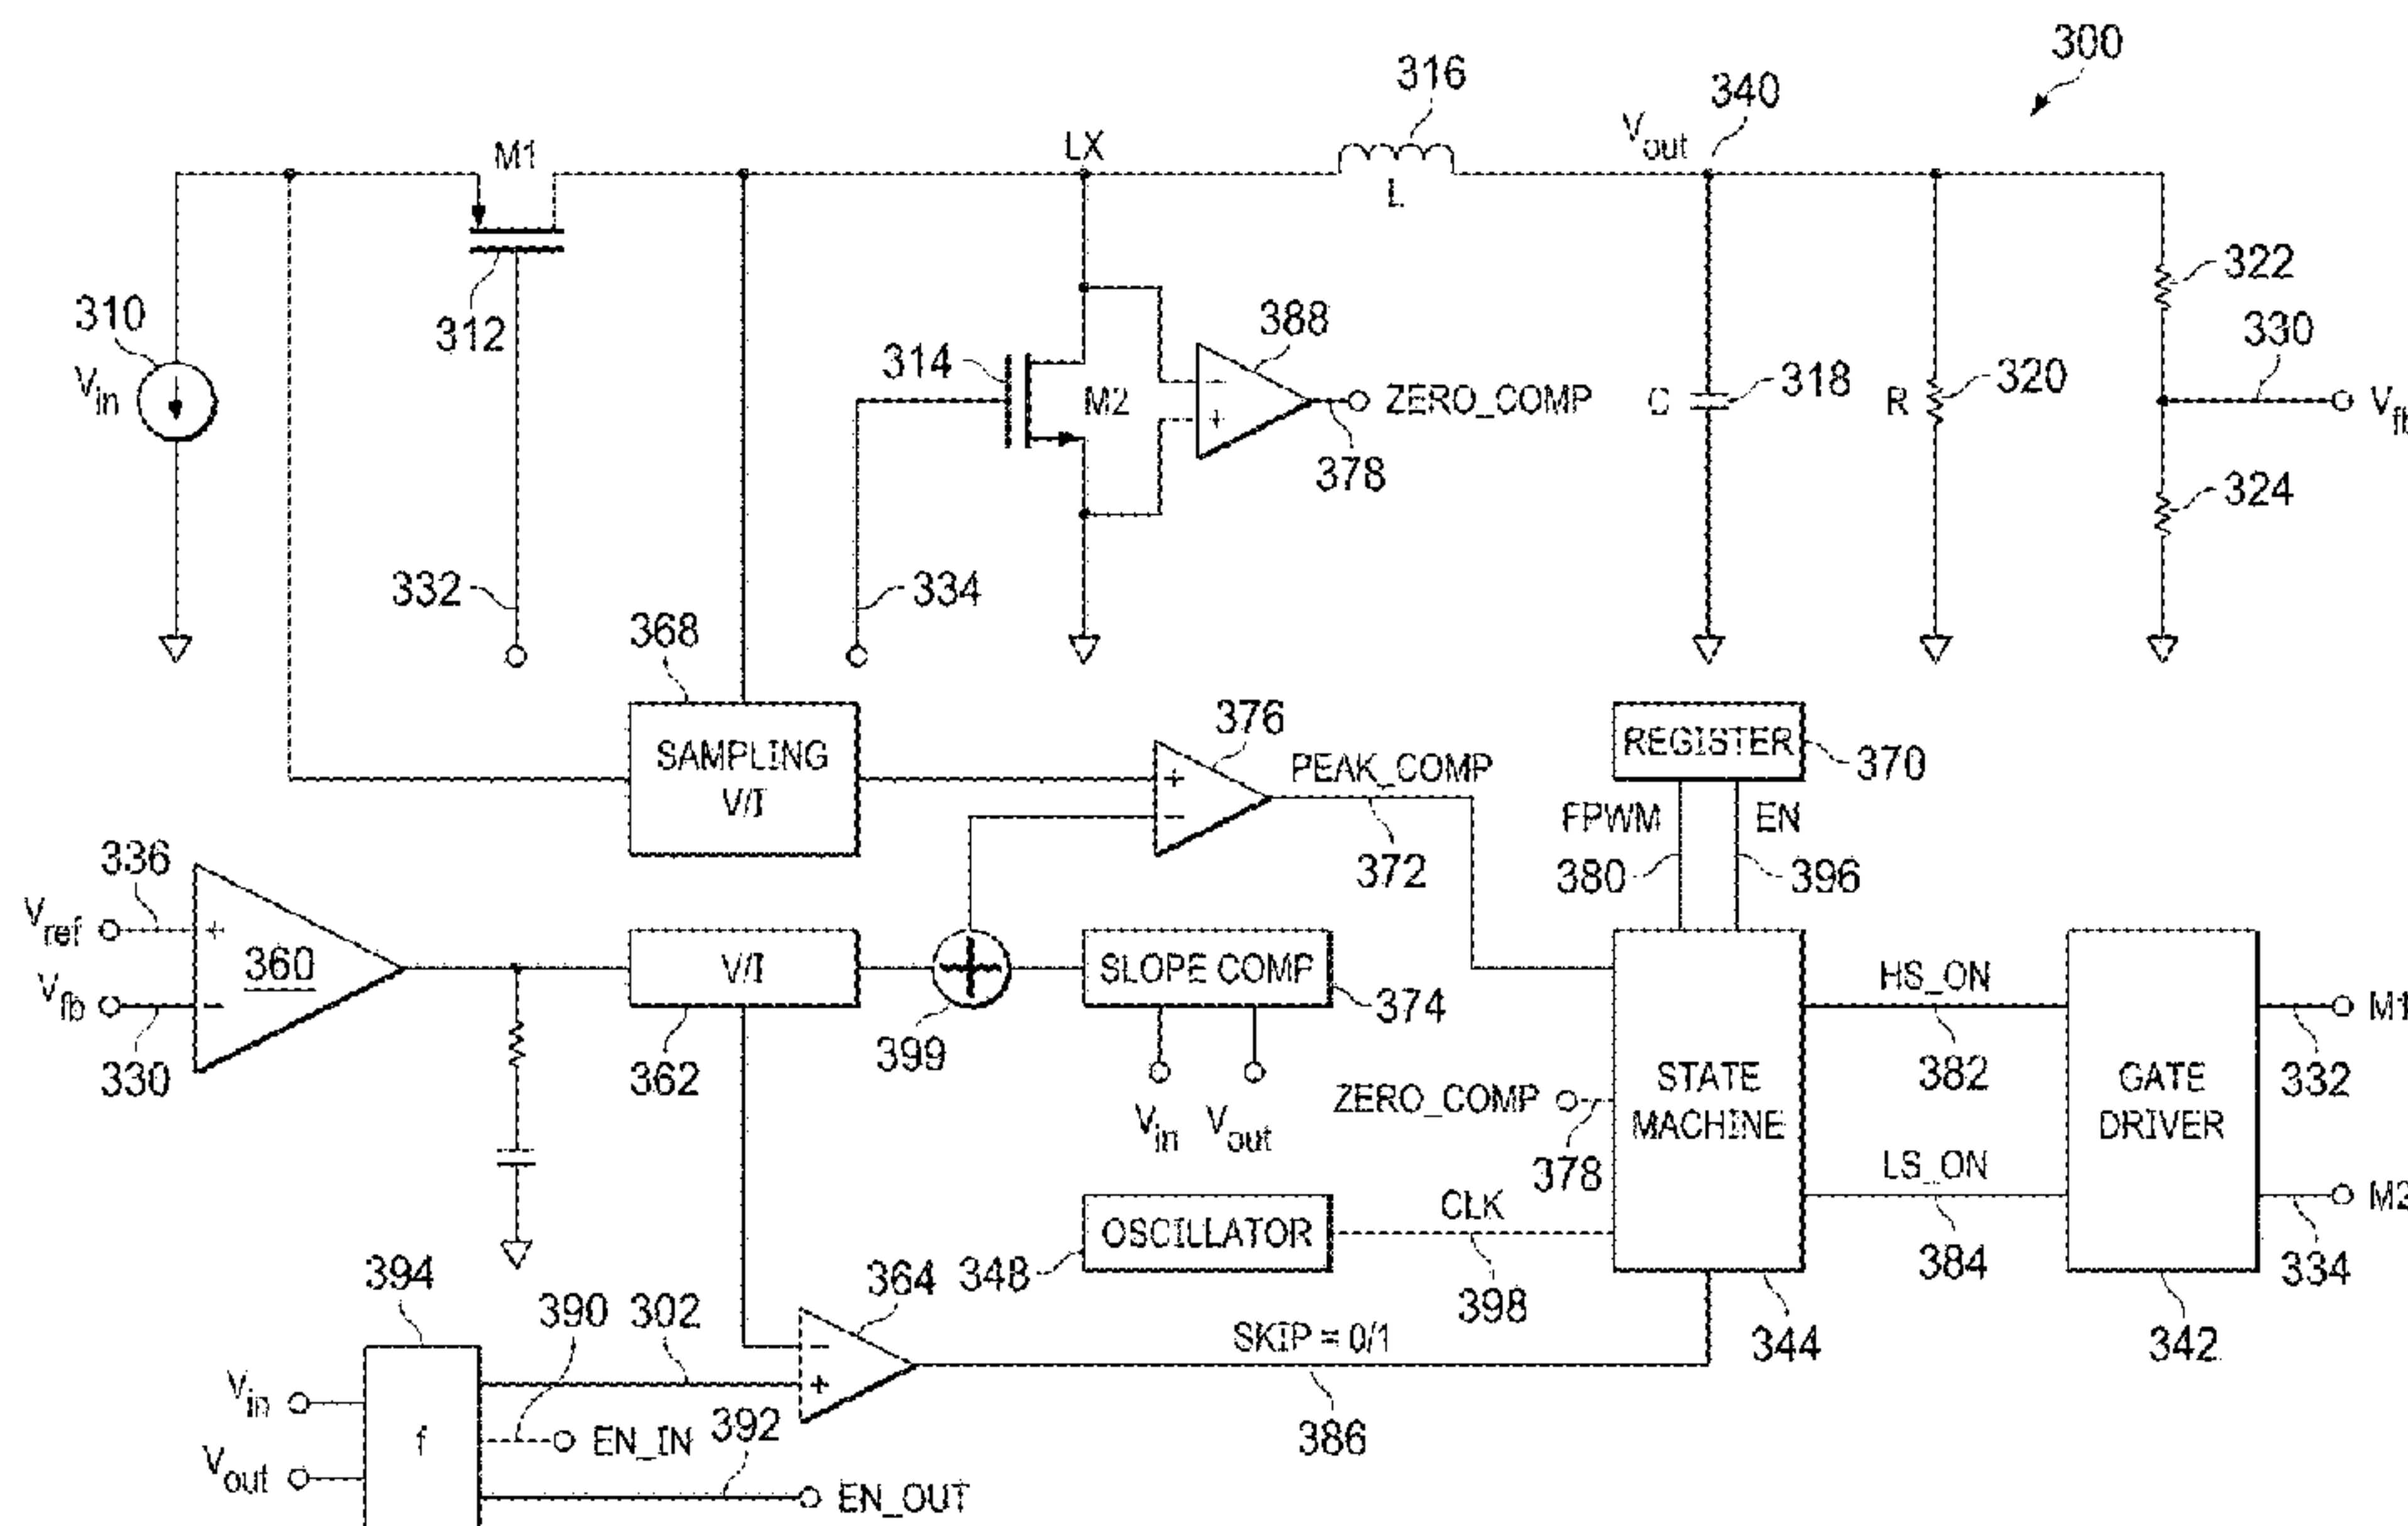 300
316
340
M1
LX
Vout
L
322
312
310
Vin
388
330
314
M2
ZERO_COMP
C
318
R
320
378
324
332
334
368
376
SAMPLING
V/I
PEAK_COMP
REGISTER
370
FPWM
EN
336
372
380
396
Vref
+
−
360
V/I
SLOPE COMP
HS_ON
M1
Vfb
374
330
362
399
382
332
Vin
Vout
ZERO_COMP
STATE
MACHINE
GATE
DRIVER
378
LS_ON
M2
OSCILLATOR
CLK
394
390
302
364
348
398
384
334
SKIP = 0/1
344
342
Vin
f
EN_IN
392
386
Vout
EN_OUT